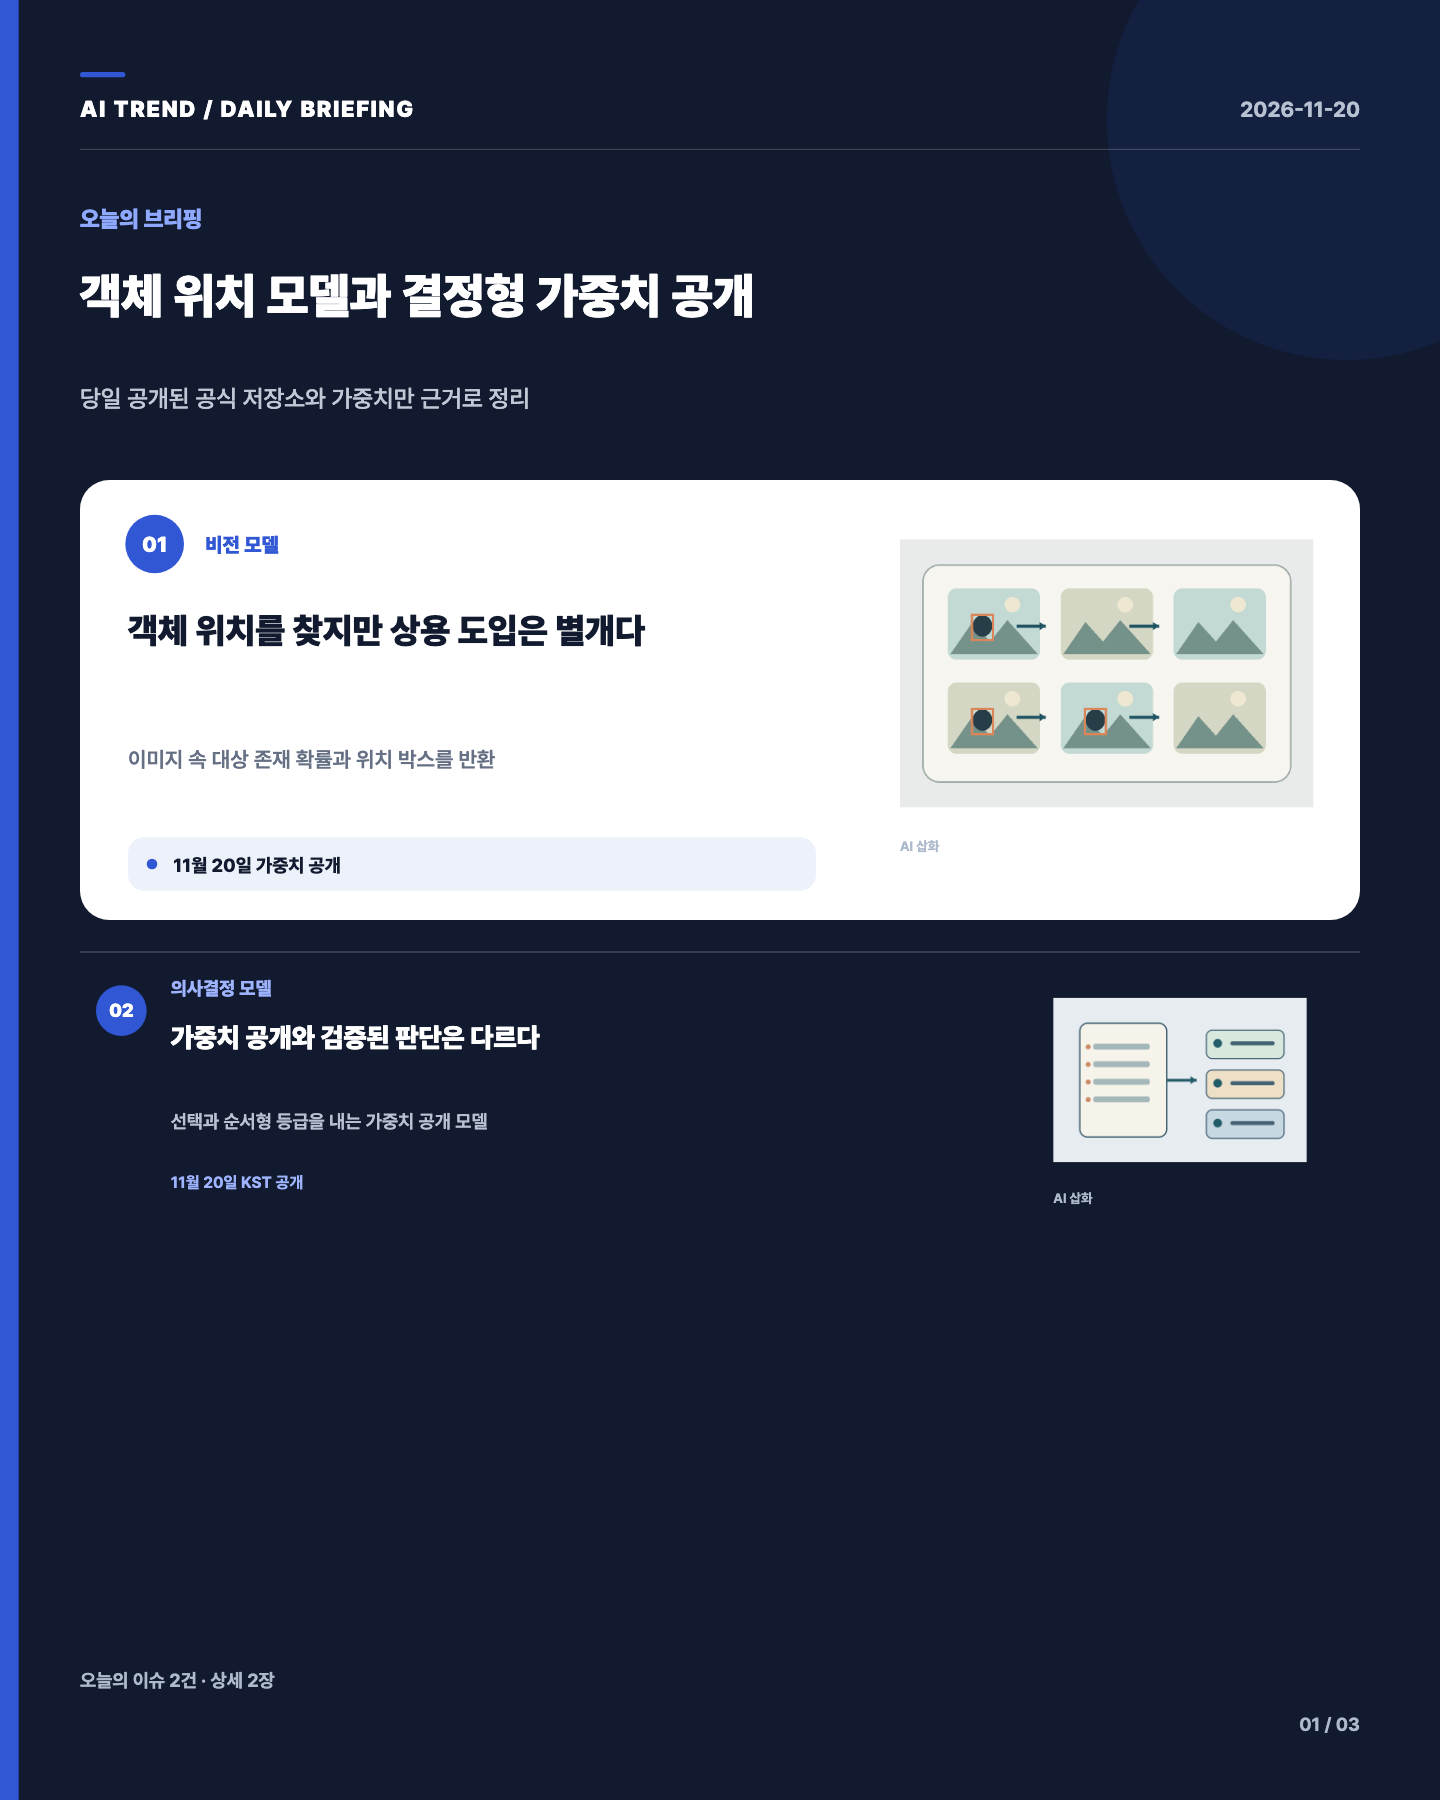 AI TREND / DAILY BRIEFING
2026-11-20
오늘의 브리핑
객체 위치 모델과 결정형 가중치 공개
당일 공개된 공식 저장소와 가중치만 근거로 정리
01
비전 모델
객체 위치를 찾지만 상용 도입은 별개다
이미지 속 대상 존재 확률과 위치 박스를 반환
11월 20일 가중치 공개
AI 삽화
02
의사결정 모델
가중치 공개와 검증된 판단은 다르다
선택과 순서형 등급을 내는 가중치 공개 모델
11월 20일 KST 공개
AI 삽화
오늘의 이슈 2건 · 상세 2장
01 / 03